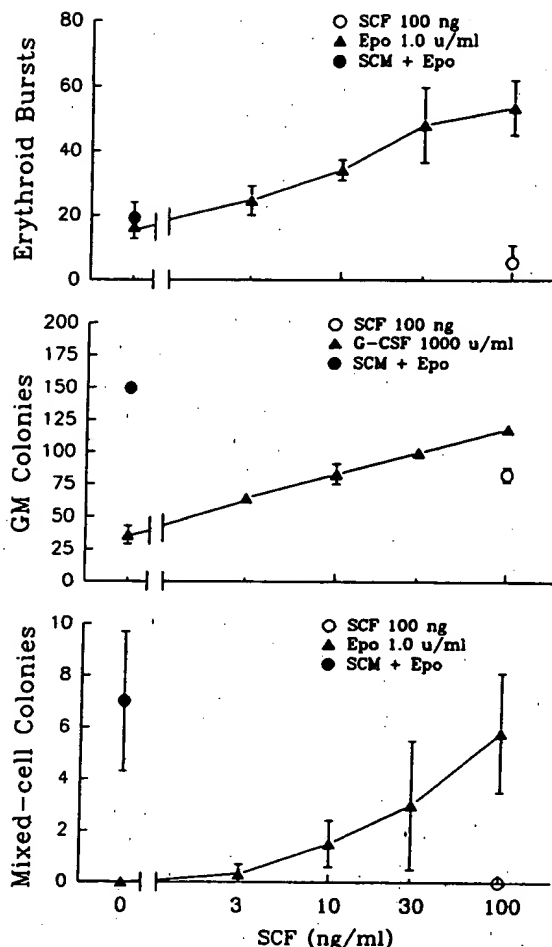 ○ SCF 100 ng
▲ Epo 1.0 u/ml
● SCM + Epo
80
60
40
20
0
Erythroid Bursts
○ SCF 100 ng
▲ G-CSF 1000 u/ml
● SCM + Epo
200
175
150
125
100
75
50
25
0
GM Colonies
○ SCF 100 ng
▲ Epo 1.0 u/ml
● SCM + Epo
10
8
6
4
2
0
Mixed-cell Colonies
0 3 10 30 100
SCF (ng/ml)